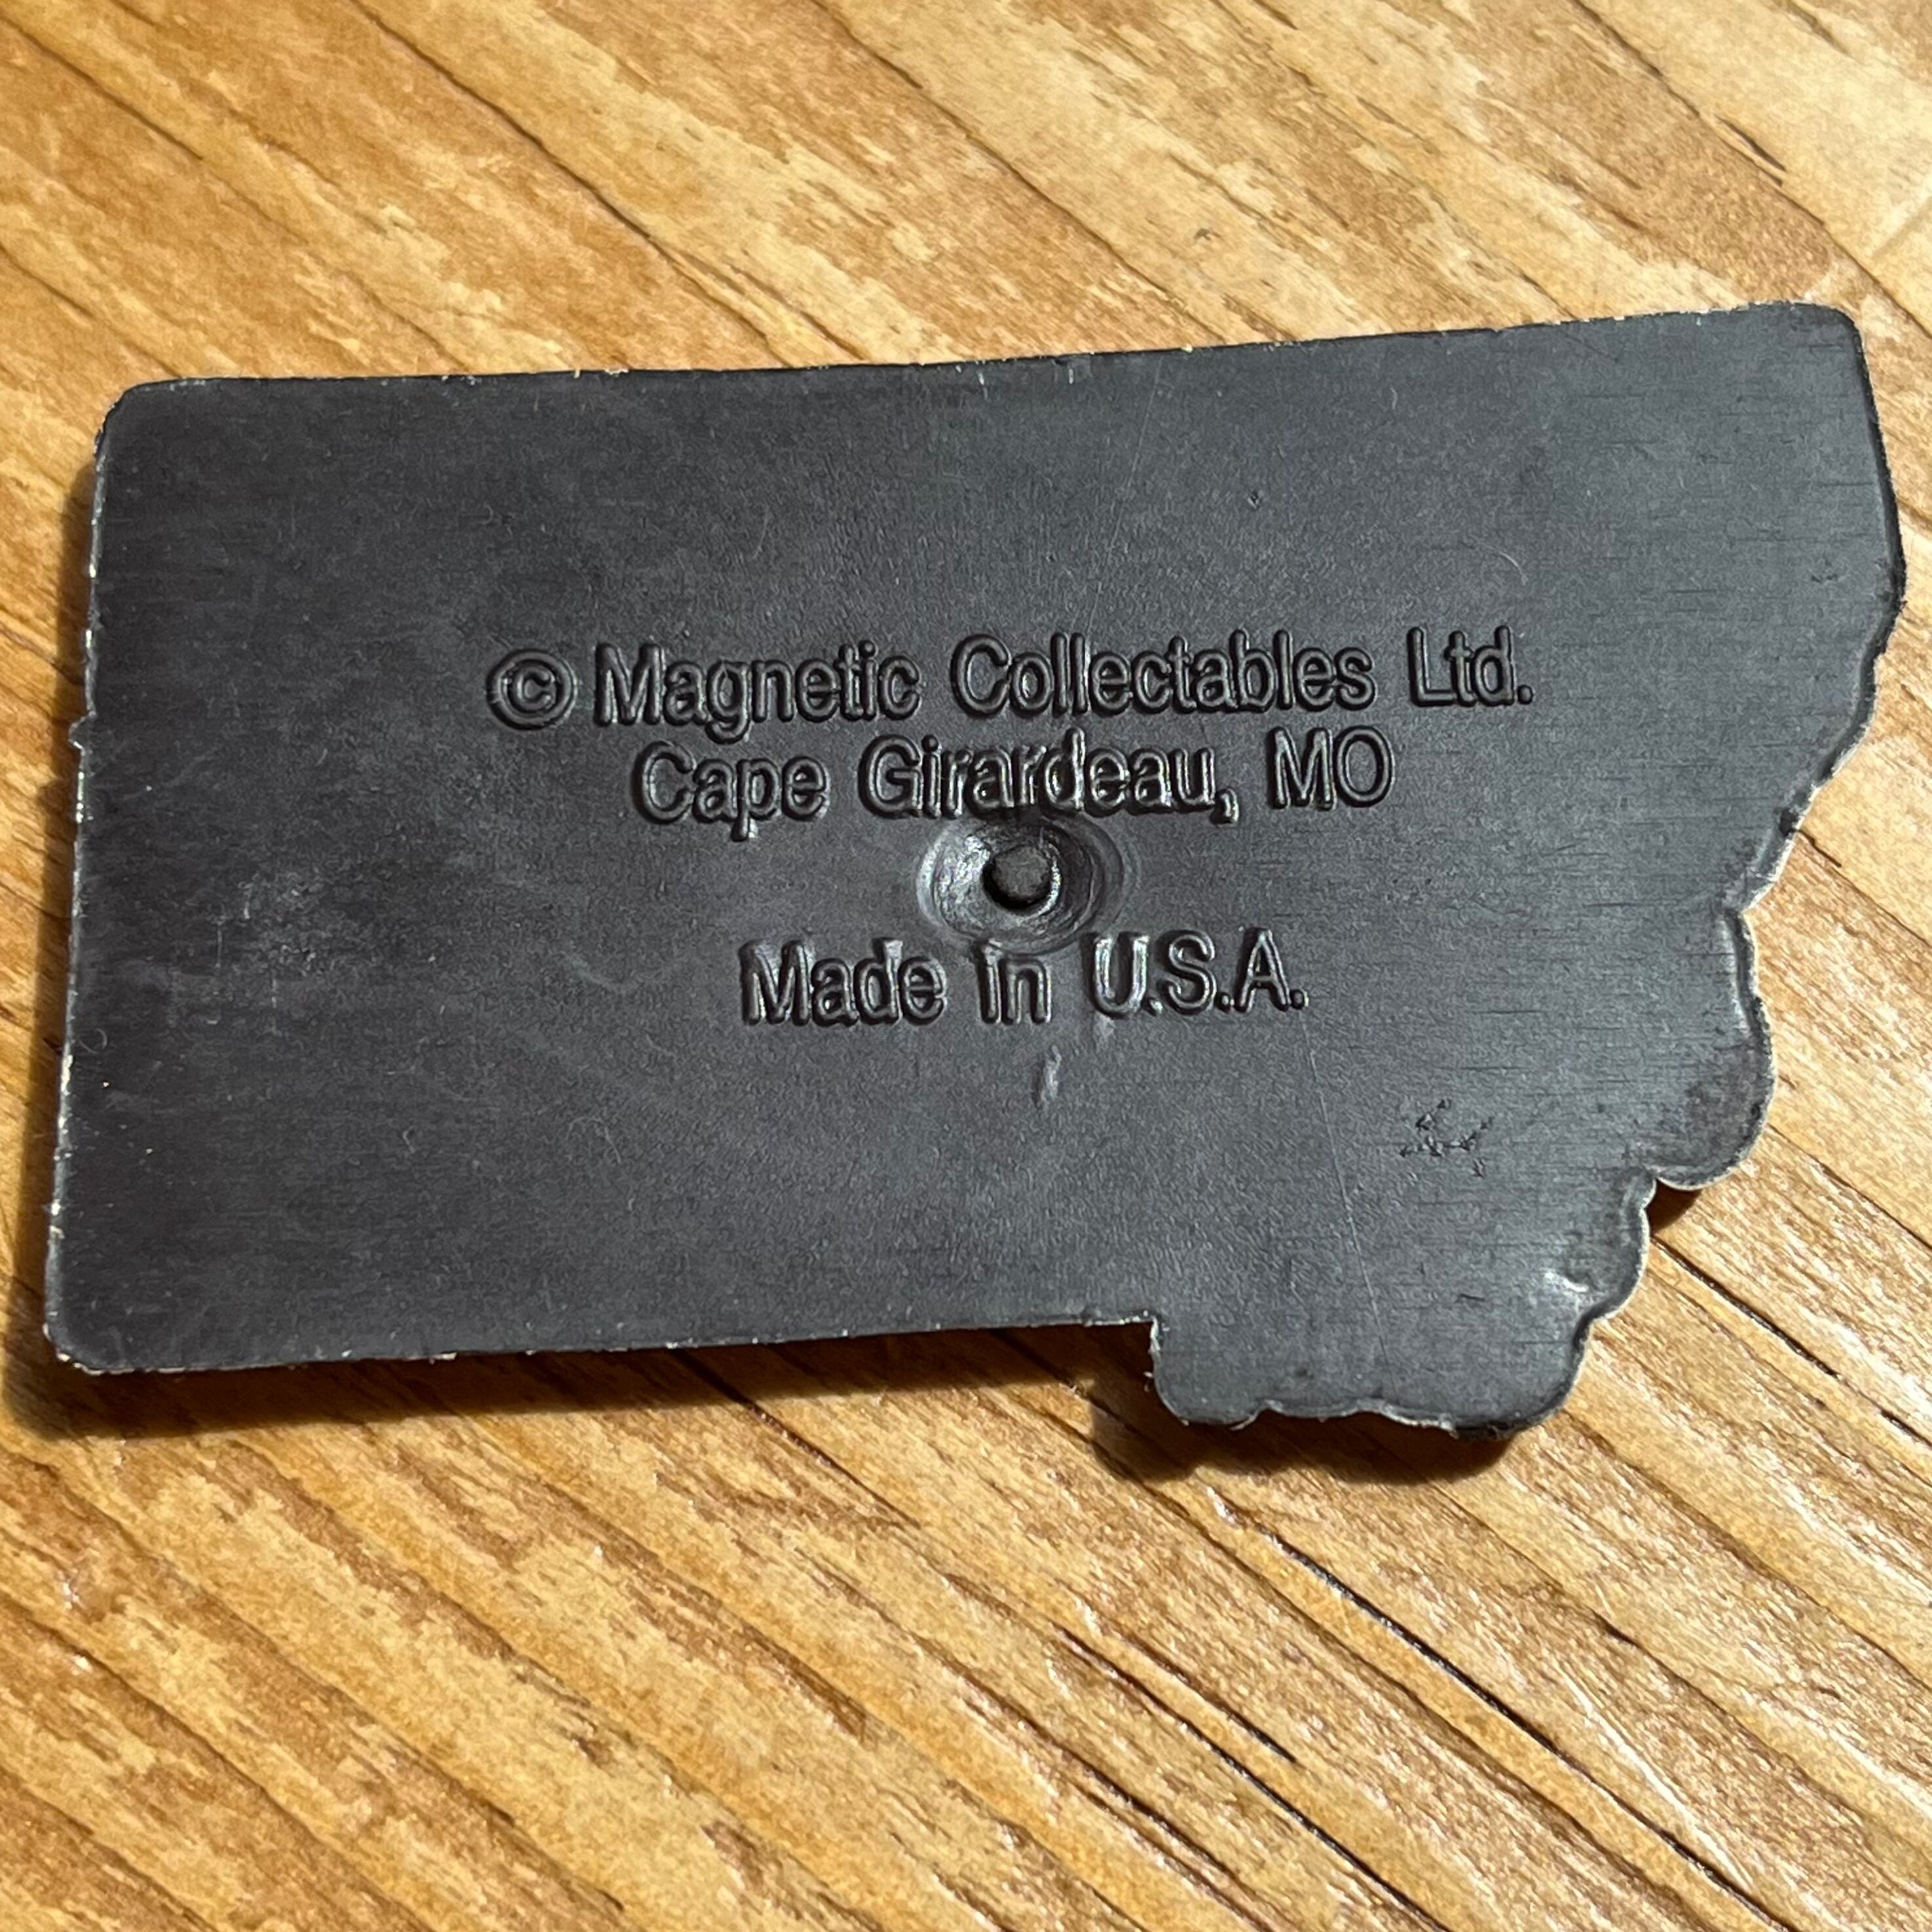 © Magnetic Collectables Ltd.
Cape Girardeau, MO
Made in U.S.A.